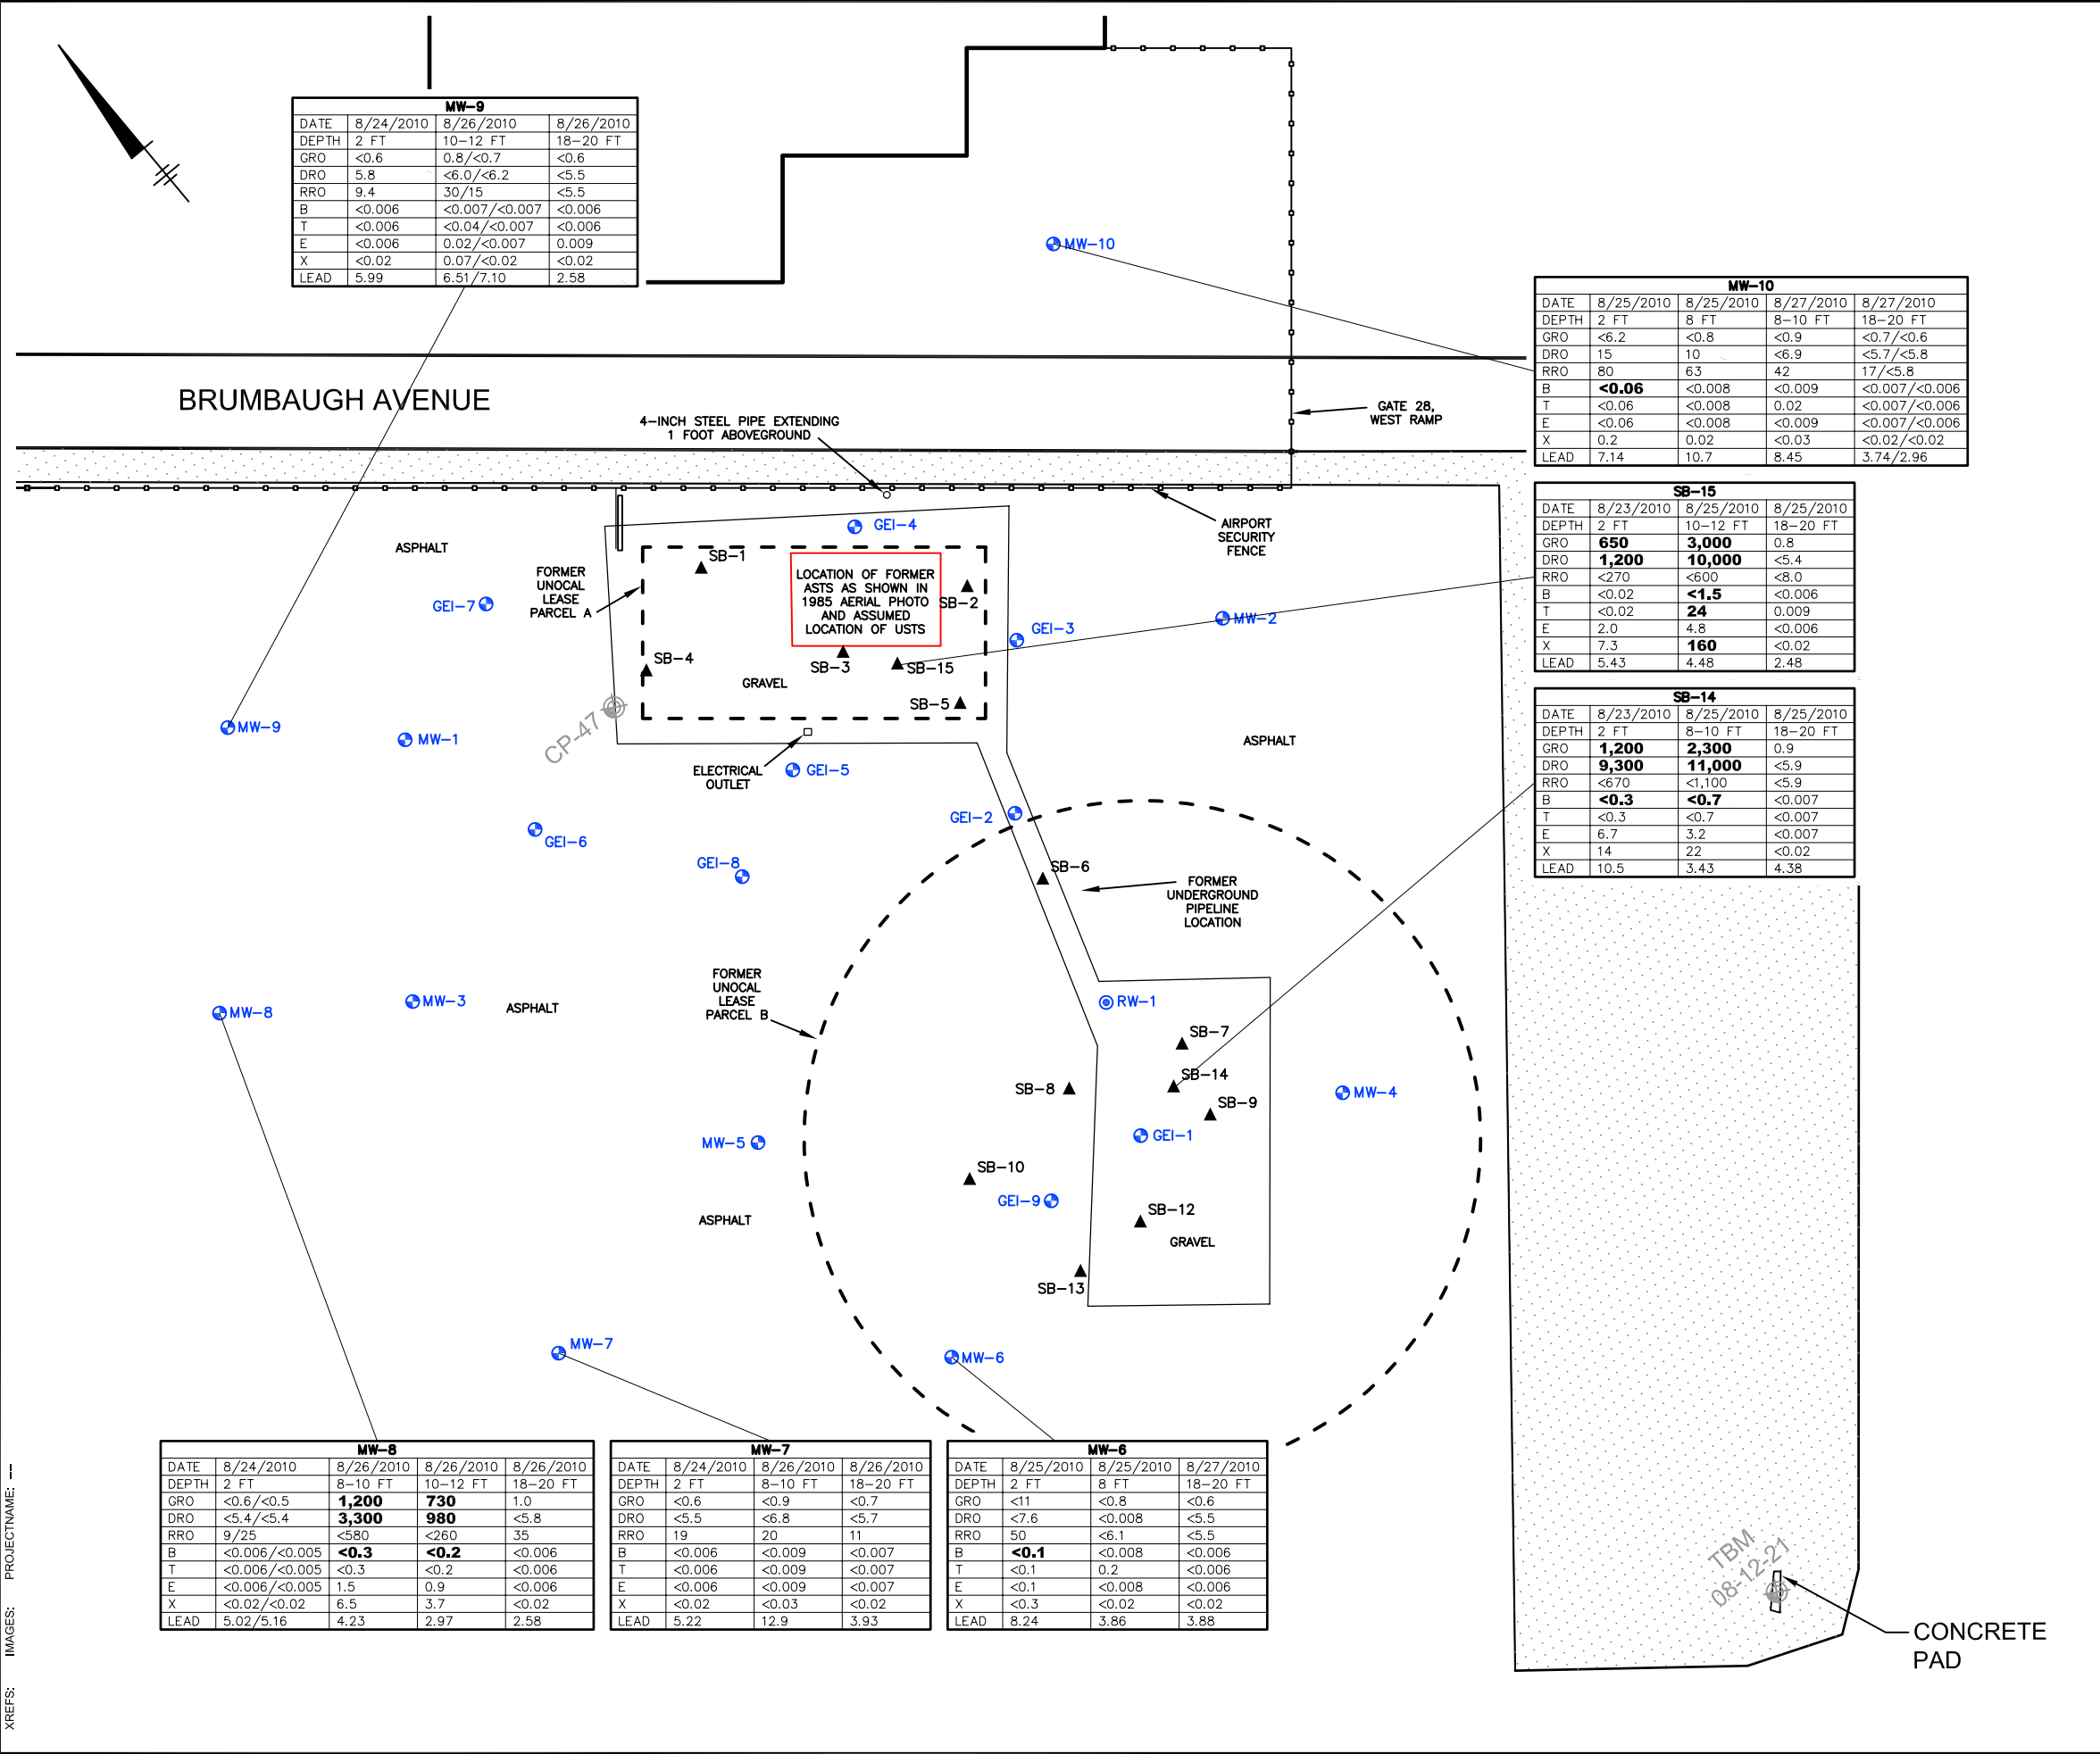 MW-9
DATE 8/24/2010 8/26/2010 8/26/2010
DEPTH 2 FT 10-12 FT 18-20 FT
GRO <0.6 0.8/<0.7 <0.6
DRO 5.8 <6.0/<6.2 <5.5
RRO 9.4 30/15 <5.5
B <0.006 <0.007/<0.007 <0.006
T <0.006 <0.04/<0.007 <0.006
E <0.006 0.02/<0.007 0.009
X <0.02 0.07/<0.02 <0.02
LEAD 5.99 6.51/7.10 2.58
MW-10
MW-10
DATE 8/25/2010 8/25/2010 8/27/2010 8/27/2010
DEPTH 2 FT 8 FT 8-10 FT 18-20 FT
GRO <6.2 <0.8 <0.9 <0.7/<0.6
DRO 15 10 <6.9 <5.7/<5.8
RRO 80 63 42 17/<5.8
B <0.06 <0.008 <0.009 <0.007/<0.006
T <0.06 <0.008 0.02 <0.007/<0.006
E <0.06 <0.008 <0.009 <0.007/<0.006
X 0.2 0.02 <0.03 <0.02/<0.02
LEAD 7.14 10.7 8.45 3.74/2.96
BRUMBAUGH AVENUE
4-INCH STEEL PIPE EXTENDING
1 FOOT ABOVEGROUND
GATE 28,
WEST RAMP
AIRPORT
SECURITY
FENCE
SB-15
DATE 8/23/2010 8/25/2010 8/25/2010
DEPTH 2 FT 10-12 FT 18-20 FT
GRO 650 3,000 0.8
DRO 1,200 10,000 <5.4
RRO <270 <600 <8.0
B <0.02 <1.5 <0.006
T <0.02 24 0.009
E 2.0 4.8 <0.006
X 7.3 160 <0.02
LEAD 5.43 4.48 2.48
SB-14
DATE 8/23/2010 8/25/2010 8/25/2010
DEPTH 2 FT 8-10 FT 18-20 FT
GRO 1,200 2,300 0.9
DRO 9,300 11,000 <5.9
RRO <670 <1,100 <5.9
B <0.3 <0.7 <0.007
T <0.3 <0.7 <0.007
E 6.7 3.2 <0.007
X 14 22 <0.02
LEAD 10.5 3.43 4.38
ASPHALT
GEI-4
SB-1
FORMER
UNOCAL
LEASE
PARCEL A
LOCATION OF FORMER
ASTS AS SHOWN IN
1985 AERIAL PHOTO
AND ASSUMED
LOCATION OF USTS
SB-2
GEI-7
GEI-3
MW-2
SB-4
SB-3
SB-15
GRAVEL
SB-5
CP-47
MW-9
MW-1
ASPHALT
ELECTRICAL
OUTLET
GEI-5
GEI-2
GEI-6
GEI-8
SB-6
FORMER
UNDERGROUND
PIPELINE
LOCATION
FORMER
UNOCAL
LEASE
PARCEL B
MW-8
MW-3
ASPHALT
RW-1
SB-7
SB-14
SB-8
SB-9
MW-4
MW-5
GEI-1
SB-10
GEI-9
SB-12
ASPHALT
GRAVEL
SB-13
MW-7
MW-6
MW-8
DATE 8/24/2010 8/26/2010 8/26/2010 8/26/2010
DEPTH 2 FT 8-10 FT 10-12 FT 18-20 FT
GRO <0.6/<0.5 1,200 730 1.0
DRO <5.4/<5.4 3,300 980 <5.8
RRO 9/25 <580 <260 35
B <0.006/<0.005 <0.3 <0.2 <0.006
T <0.006/<0.005 <0.3 <0.2 <0.006
E <0.006/<0.005 1.5 0.9 <0.006
X <0.02/<0.02 6.5 3.7 <0.02
LEAD 5.02/5.16 4.23 2.97 2.58
MW-7
DATE 8/24/2010 8/26/2010 8/26/2010
DEPTH 2 FT 8-10 FT 18-20 FT
GRO <0.6 <0.9 <0.7
DRO <5.5 <6.8 <5.7
RRO 19 20 11
B <0.006 <0.009 <0.007
T <0.006 <0.009 <0.007
E <0.006 <0.009 <0.007
X <0.02 <0.03 <0.02
LEAD 5.22 12.9 3.93
MW-6
DATE 8/25/2010 8/25/2010 8/27/2010
DEPTH 2 FT 8 FT 18-20 FT
GRO <11 <0.8 <0.6
DRO <7.6 <0.008 <5.5
RRO 50 <6.1 <5.5
B <0.1 <0.008 <0.006
T <0.1 0.2 <0.006
E <0.1 <0.008 <0.006
X <0.3 <0.02 <0.02
LEAD 8.24 3.86 3.88
TBM
08-12-21
CONCRETE
PAD
XREFS: IMAGES: PROJECTNAME: --